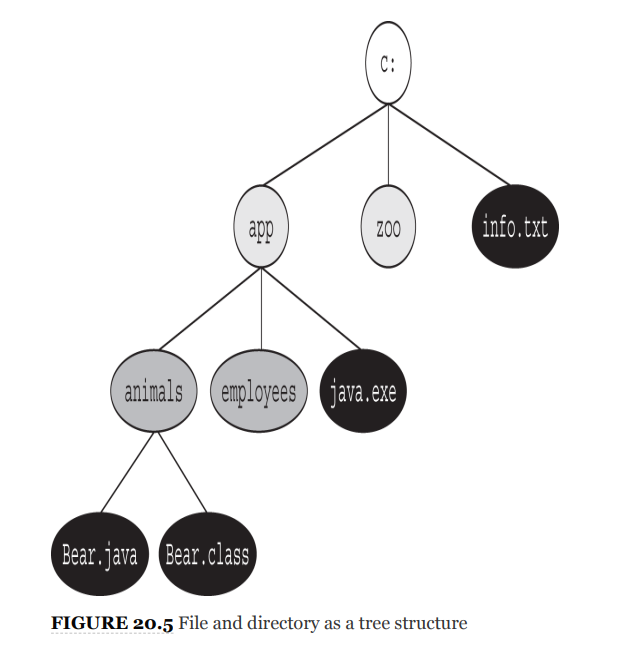 c:
app
zoo
info.txt
animals
employees
java.exe
Bear.java
Bear.class
FIGURE 20.5 File and directory as a tree structure